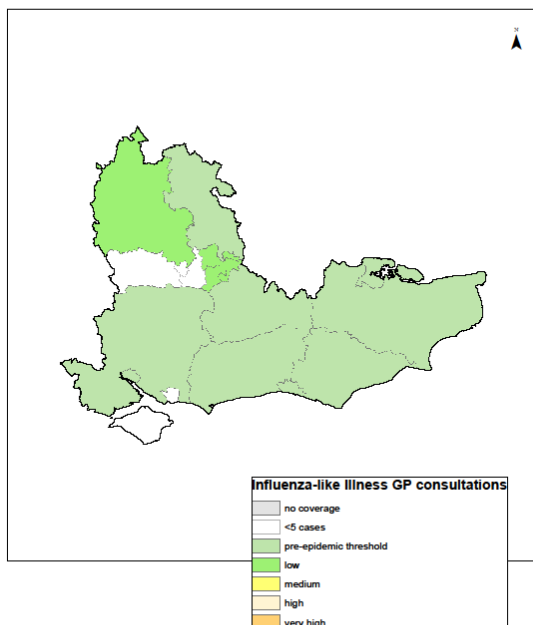 N
Influenza-like Illness GP consultations
no coverage
<5 cases
pre-epidemic threshold
low
medium
high
very high